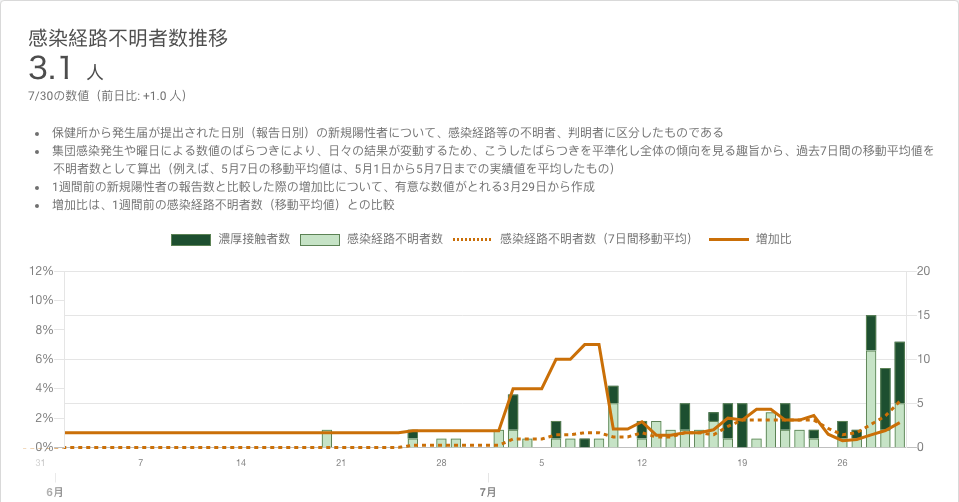 感染経路不明者数推移
3.1 人
7/30の数値（前日比: +1.0 人）
• 保健所から発生届が提出された日別（報告日別）の新規陽性者について、感染経路等の不明者、判明者に区分したものである
• 集団感染発生や曜日による数値のばらつきにより、日々の結果が変動するため、こうしたばらつきを平準化し全体の傾向を見る趣旨から、過去7日間の移動平均値を
不明者数として算出（例えば、5月7日の移動平均値は、5月1日から5月7日までの実績値を平均したもの）
• 1週間前の新規陽性者の報告数と比較した際の増加比について、有意な数値がとれる3月29日から作成
• 増加比は、1週間前の感染経路不明者数（移動平均値）との比較
濃厚接触者数 感染経路不明者数 感染経路不明者数（7日間移動平均） 増加比
12% 20
10% 15
8%
6% 10
4%
2% 5
0% 0
31 7 14 21 28 5 12 19 26
6月 7月